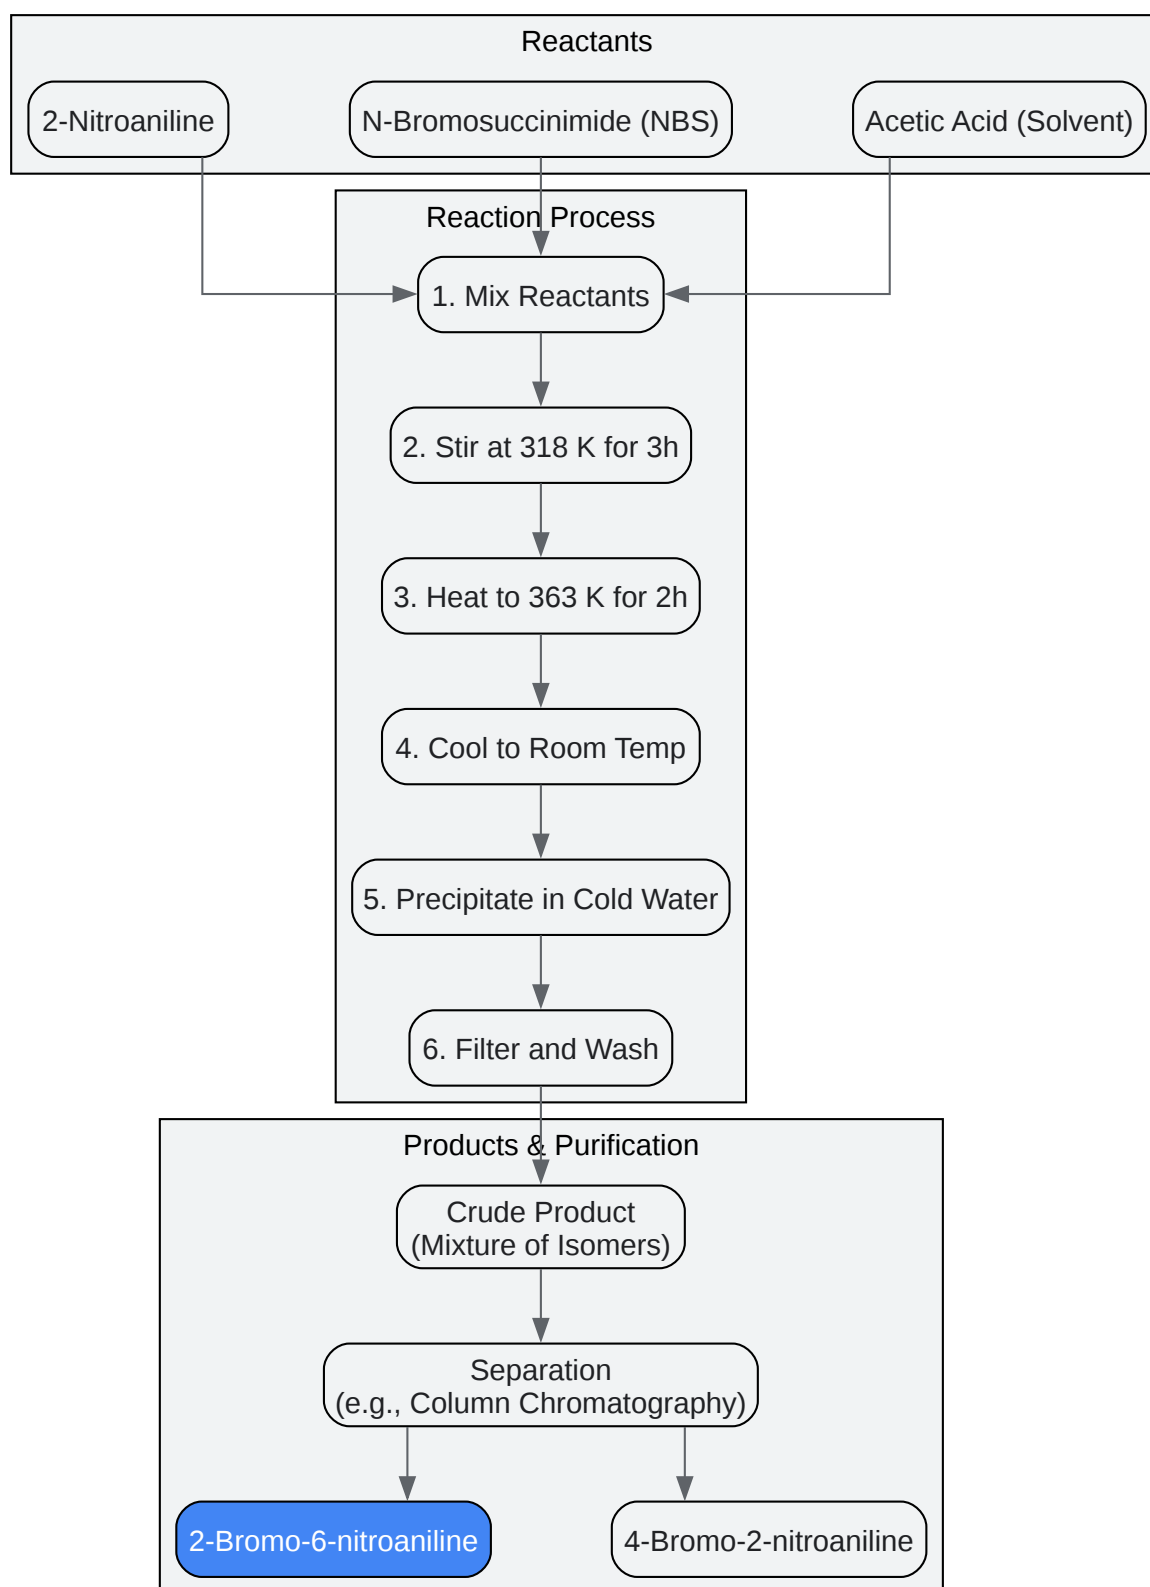 Reactants
2-Nitroaniline
N-Bromosuccinimide (NBS)
Acetic Acid (Solvent)
Reaction Process
1. Mix Reactants
2. Stir at 318 K for 3h
3. Heat to 363 K for 2h
4. Cool to Room Temp
5. Precipitate in Cold Water
6. Filter and Wash
Products & Purification
Crude Product
(Mixture of Isomers)
Separation
(e.g., Column Chromatography)
2-Bromo-6-nitroaniline
4-Bromo-2-nitroaniline